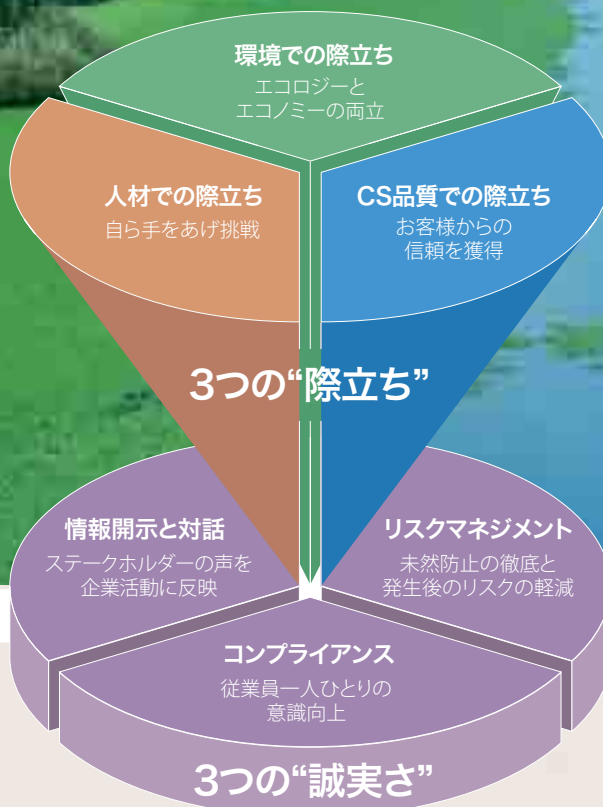 環境での際立ち
エコロジーと
エコノミーの両立
人材での際立ち
自ら手をあげ挑戦
CS品質での際立ち
お客様からの
信頼を獲得
3つの“際立ち”
情報開示と対話
ステークホルダーの声を
企業活動に反映
リスクマネジメント
未然防止の徹底と
発生後のリスクの軽減
コンプライアンス
従業員一人ひとりの
意識向上
3つの“誠実さ”